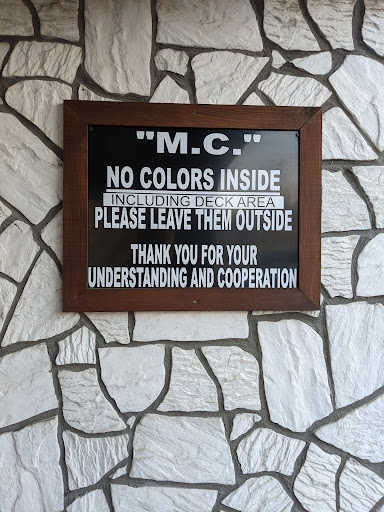 "M.C."
NO COLORS INSIDE
INCLUDING DECK AREA
PLEASE LEAVE THEM OUTSIDE
THANK YOU FOR YOUR
UNDERSTANDING AND COOPERATION